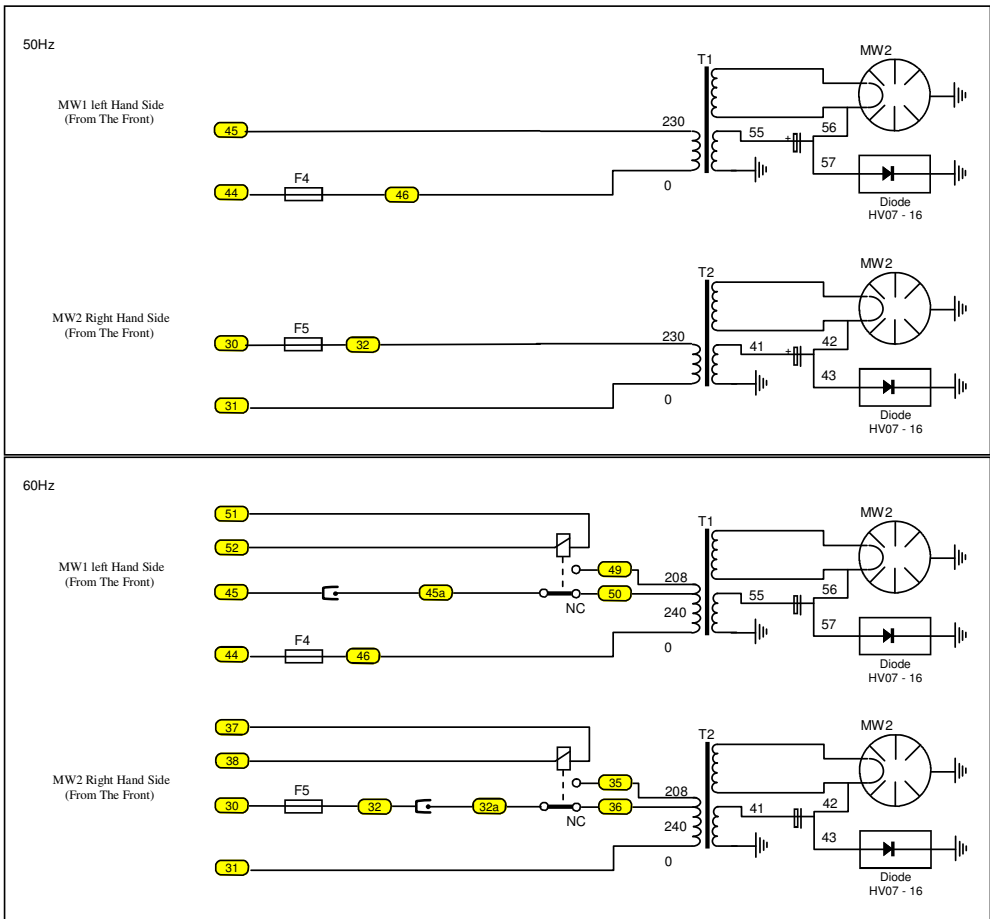 50Hz
MW1 left Hand Side
(From The Front)
45
44
F4
46
230
0
T1
55
+
56
57
MW2
Diode
HV07 - 16
MW2 Right Hand Side
(From The Front)
30
F5
32
31
230
0
T2
41
+
42
43
MW2
Diode
HV07 - 16
60Hz
MW1 left Hand Side
(From The Front)
51
52
45
45a
44
F4
46
49
50
NC
208
240
0
T1
55
56
57
MW2
Diode
HV07 - 16
MW2 Right Hand Side
(From The Front)
37
38
30
F5
32
32a
31
35
36
NC
208
240
0
T2
41
42
43
MW2
Diode
HV07 - 16